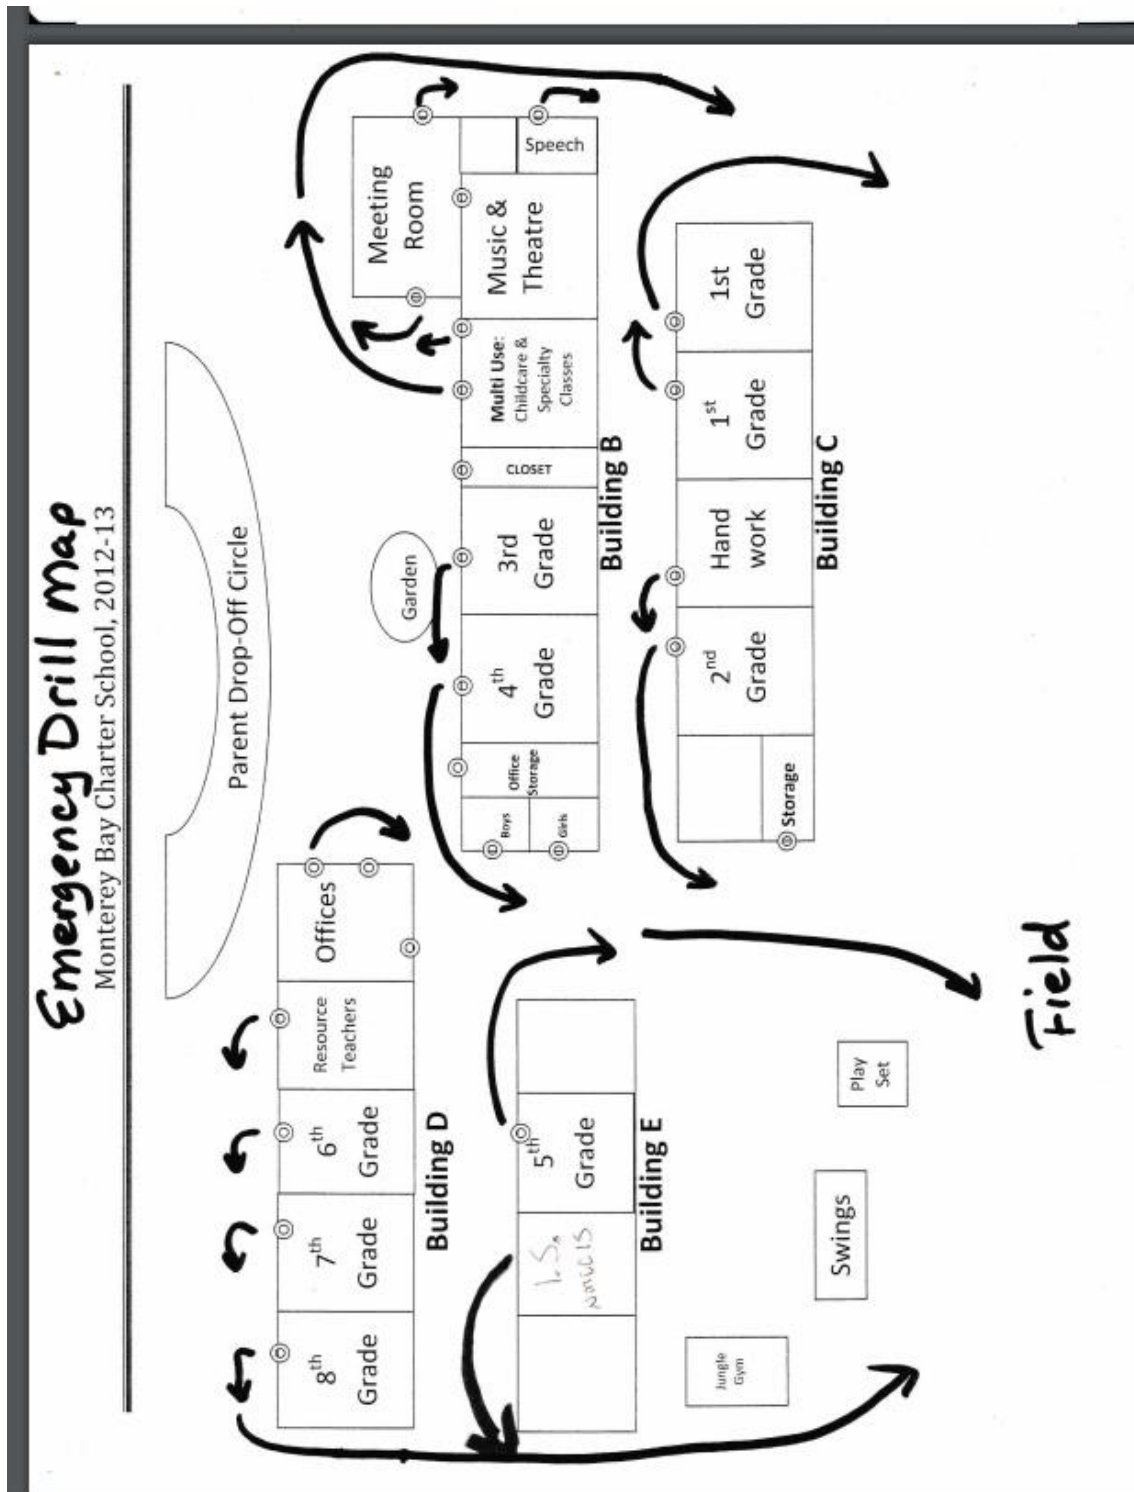 Emergency Drill Map
Monterey Bay Charter School, 2012-13
Parent Drop-Off Circle
8th
Grade
7th
Grade
6th
Grade
Resource
Teachers
Offices
Building D
Garden
Meeting
Room
Boys
Girls
Office
Storage
4th
Grade
3rd
Grade
CLOSET
Multi Use:
Childcare &
Specialty
Classes
Music &
Theatre
Speech
Building B
I.S.
5th
Grade
Building E
Storage
2nd
Grade
Hand
work
1st
Grade
1st
Grade
Building C
Jungle
Gym
Swings
Play
Set
Field